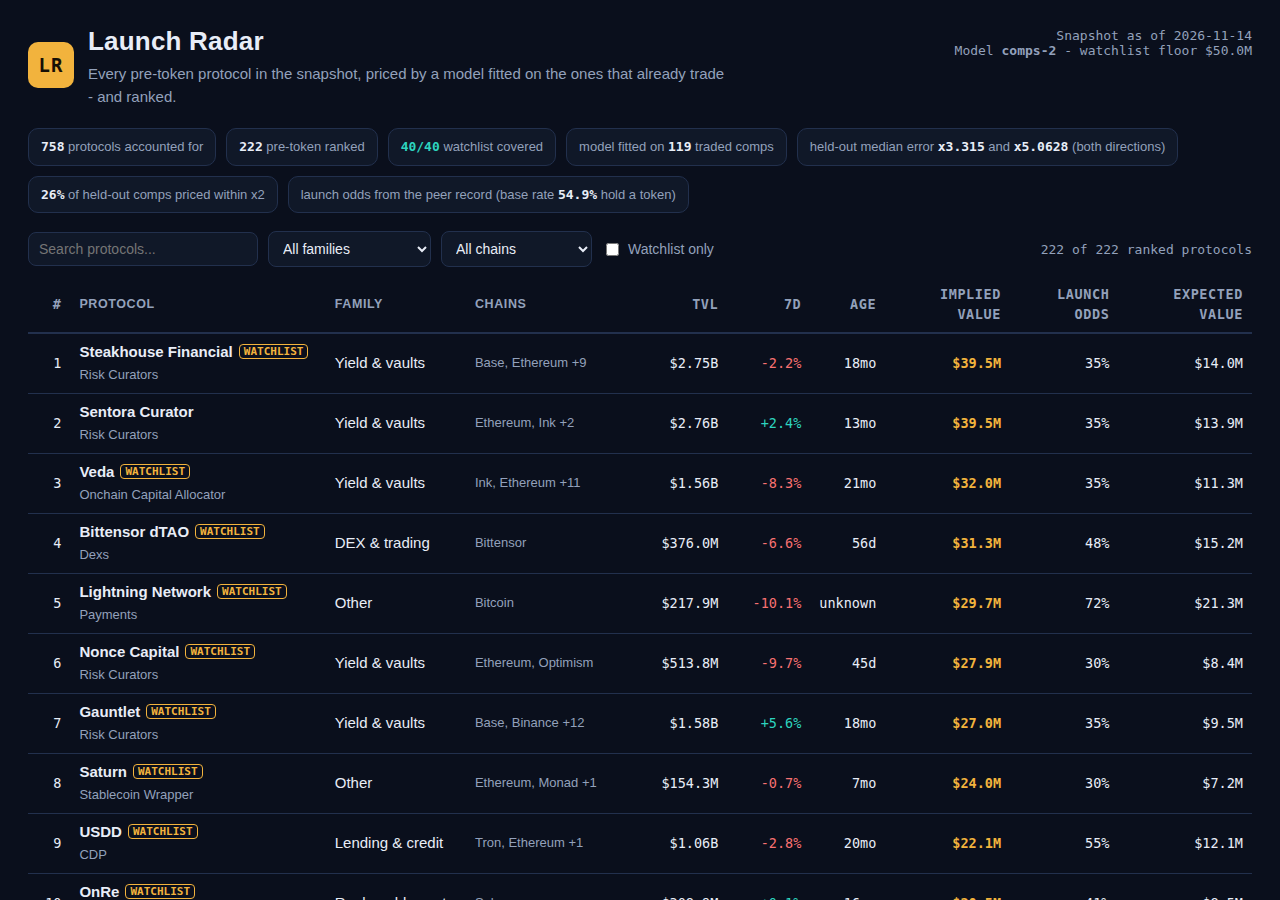 LR
Launch Radar
Every pre-token protocol in the snapshot, priced by a model fitted on the ones that already trade
- and ranked.
Snapshot as of 2026-11-14
Model comps-2 - watchlist floor $50.0M
758 protocols accounted for
222 pre-token ranked
40/40 watchlist covered
model fitted on 119 traded comps
held-out median error x3.315 and x5.0628 (both directions)
26% of held-out comps priced within x2
launch odds from the peer record (base rate 54.9% hold a token)
Search protocols...
All families
All chains
Watchlist only
222 of 222 ranked protocols
# PROTOCOL FAMILY CHAINS TVL 7D AGE IMPLIED VALUE LAUNCH ODDS EXPECTED VALUE
1 Steakhouse Financial WATCHLIST Yield & vaults Base, Ethereum +9 $2.75B -2.2% 18mo $39.5M 35% $14.0M
Risk Curators
2 Sentora Curator Yield & vaults Ethereum, Ink +2 $2.76B +2.4% 13mo $39.5M 35% $13.9M
Risk Curators
3 Veda WATCHLIST Yield & vaults Ink, Ethereum +11 $1.56B -8.3% 21mo $32.0M 35% $11.3M
Onchain Capital Allocator
4 Bittensor dTAO WATCHLIST DEX & trading Bittensor $376.0M -6.6% 56d $31.3M 48% $15.2M
Dexs
5 Lightning Network WATCHLIST Other Bitcoin $217.9M -10.1% unknown $29.7M 72% $21.3M
Payments
6 Nonce Capital WATCHLIST Yield & vaults Ethereum, Optimism $513.8M -9.7% 45d $27.9M 30% $8.4M
Risk Curators
7 Gauntlet WATCHLIST Yield & vaults Base, Binance +12 $1.58B +5.6% 18mo $27.0M 35% $9.5M
Risk Curators
8 Saturn WATCHLIST Other Ethereum, Monad +1 $154.3M -0.7% 7mo $24.0M 30% $7.2M
Stablecoin Wrapper
9 USDD WATCHLIST Lending & credit Tron, Ethereum +1 $1.06B -2.8% 20mo $22.1M 55% $12.1M
CDP
OnRe WATCHLIST